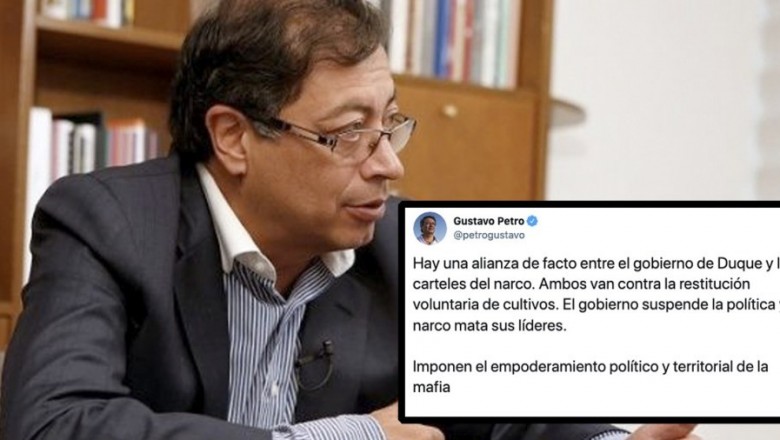 Gustavo Petro
@petrogustavo
Hay una alianza de facto entre el gobierno de Duque y
carteles del narco. Ambos van contra la restitución
voluntaria de cultivos. El gobierno suspende la política
narco mata sus líderes.
Imponen el empoderamiento político y territorial de la
mafia